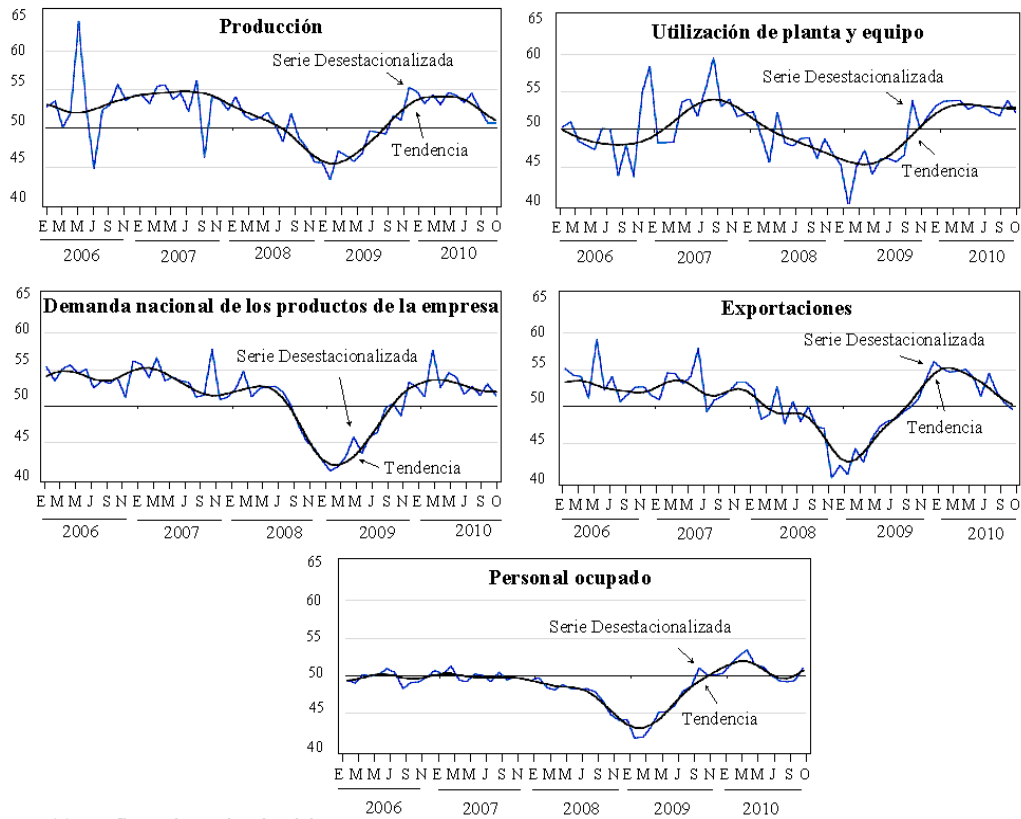 Producción
65
60
55
50
45
40
Serie Desestacionalizada
Tendencia
E M M J S N E M M J S N E M M J S N E M M J S N E M M J S O
2006 2007 2008 2009 2010
Utilización de planta y equipo
65
60
55
50
45
40
Serie Desestacionalizada
Tendencia
E M M J S N E M M J S N E M M J S N E M M J S N E M M J S O
2006 2007 2008 2009 2010
Demanda nacional de los productos de la empresa
65
60
55
50
45
40
Serie Desestacionalizada
Tendencia
E M M J S N E M M J S N E M M J S N E M M J S N E M M J S O
2006 2007 2008 2009 2010
Exportaciones
65
60
55
50
45
40
Serie Desestacionalizada
Tendencia
E M M J S N E M M J S N E M M J S N E M M J S N E M M J S O
2006 2007 2008 2009 2010
Personal ocupado
65
60
55
50
45
40
Serie Desestacionalizada
Tendencia
E M M J S N E M M J S N E M M J S N E M M J S N E M M J S O
2006 2007 2008 2009 2010